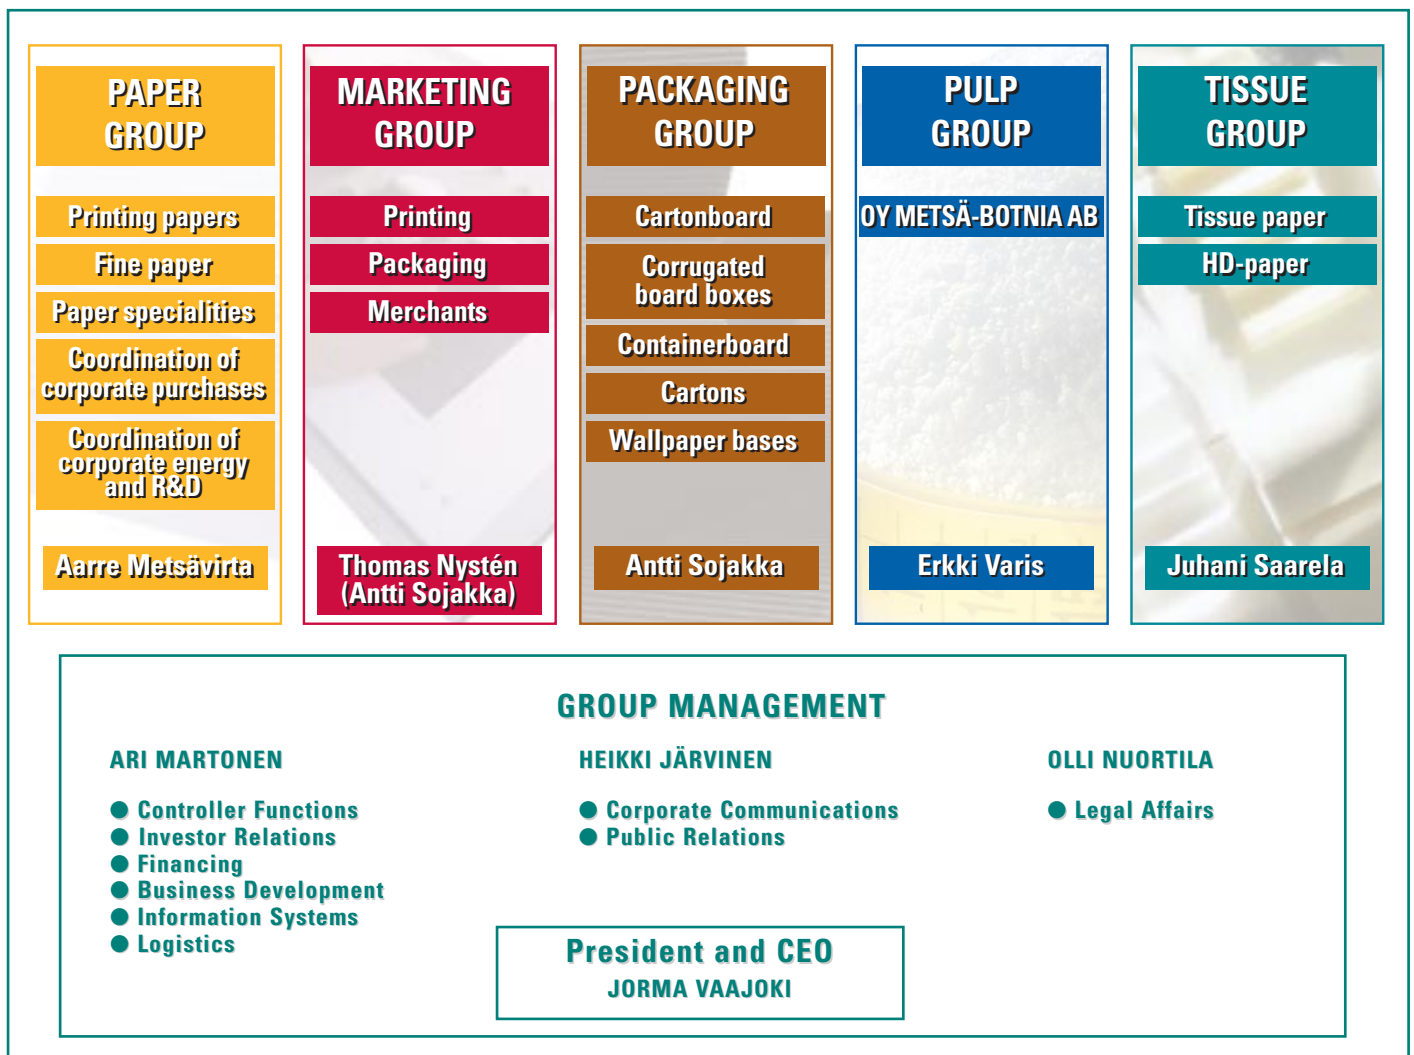 PAPER
GROUP
Printing papers
Fine paper
Paper specialities
Coordination of
corporate purchases
Coordination of
corporate energy
and R&D
Aarre Metsävirta
MARKETING
GROUP
Printing
Packaging
Merchants
Thomas Nystén
(Antti Sojakka)
PACKAGING
GROUP
Cartonboard
Corrugated
board boxes
Containerboard
Cartons
Wallpaper bases
Antti Sojakka
PULP
GROUP
OY METSÄ-BOTNIA AB
Erkki Varis
TISSUE
GROUP
Tissue paper
HD-paper
Juhani Saarela
GROUP MANAGEMENT
ARI MARTONEN
● Controller Functions
● Investor Relations
● Financing
● Business Development
● Information Systems
● Logistics
HEIKKI JÄRVINEN
● Corporate Communications
● Public Relations
OLLI NUORTILA
● Legal Affairs
President and CEO
JORMA VAAJOKI